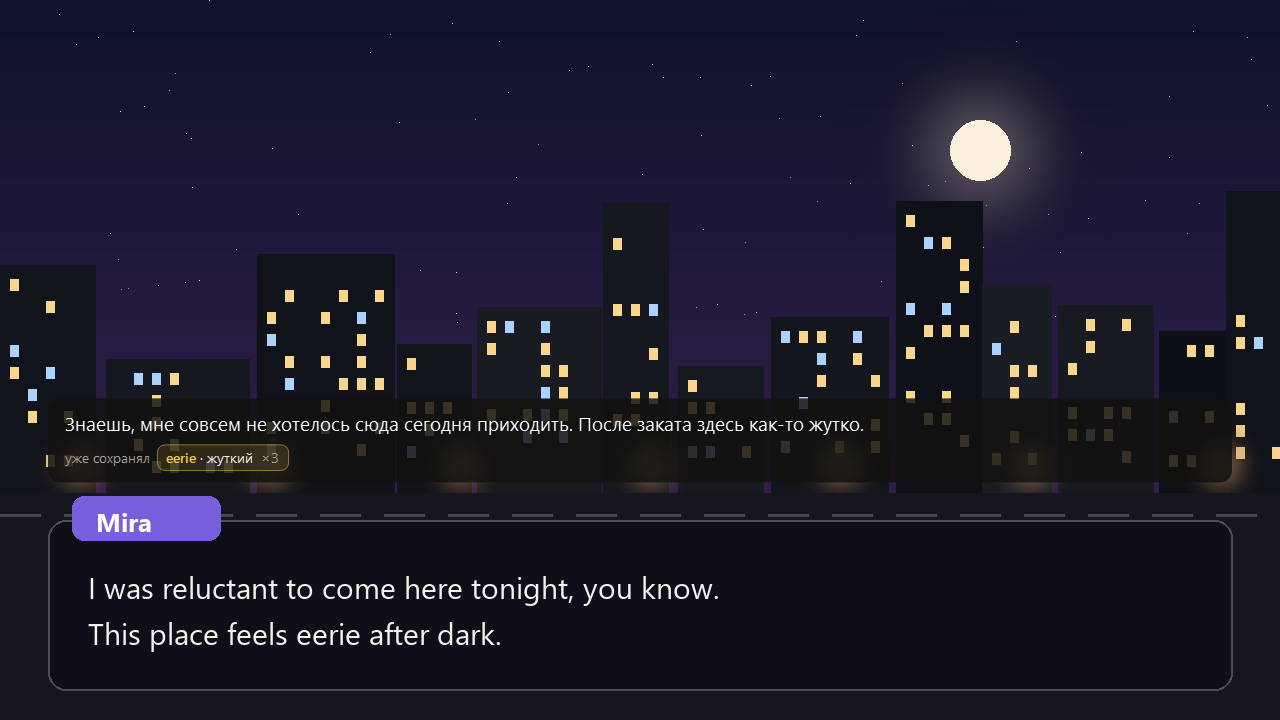 Знаешь, мне совсем не хотелось сюда сегодня приходить. После заката здесь как-то жутко.
уже сохранял eerie · жуткий ×3
Mira
I was reluctant to come here tonight, you know.
This place feels eerie after dark.